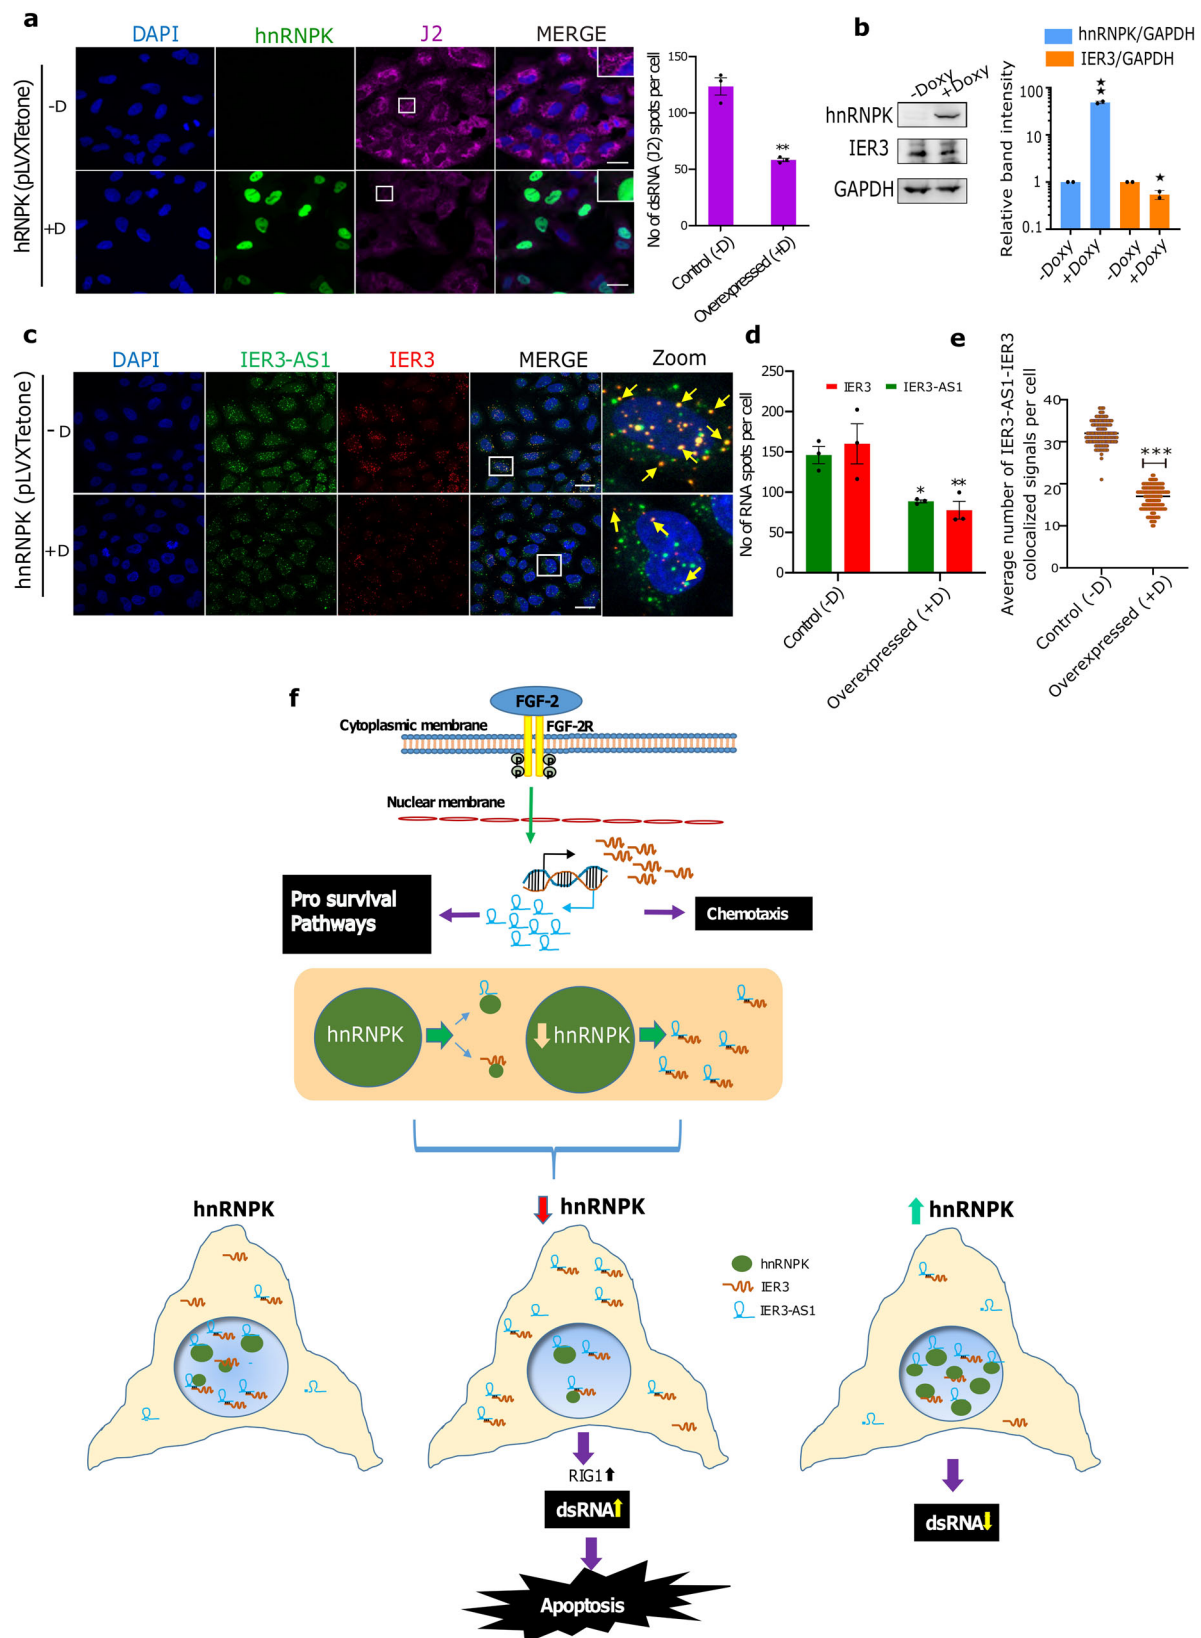 a
DAPI
hnRNPK
J2
MERGE
hRNPK (pLVXTetone)
-D
+D
No of dsRNA (J2) spots per cell
150
100
50
0
**
Control (-D)
Overexpressed (+D)
b
hnRNPK/GAPDH
IER3/GAPDH
-Doxy
+Doxy
hnRNPK
IER3
GAPDH
Relative band intensity
100
10
1
0.1
★
★
★
-Doxy
+Doxy
-Doxy
+Doxy
c
DAPI
IER3-AS1
IER3
MERGE
Zoom
hnRNPK (pLVXTetone)
- D
+D
d
No of RNA spots per cell
250
200
150
100
50
0
IER3
IER3-AS1
*
**
Control (-D)
Overexpressed (+D)
e
Average number of IER3-AS1-IER3
colocalized signals per cell
40
30
20
10
0
***
Control (-D)
Overexpressed (+D)
f
FGF-2
Cytoplasmic membrane
FGF-2R
P
P
P
P
Nuclear membrane
Pro survival
Pathways
Chemotaxis
hnRNPK
hnRNPK
hnRNPK
hnRNPK
hnRNPK
hnRNPK
IER3
IER3-AS1
RIG1
dsRNA
dsRNA
Apoptosis